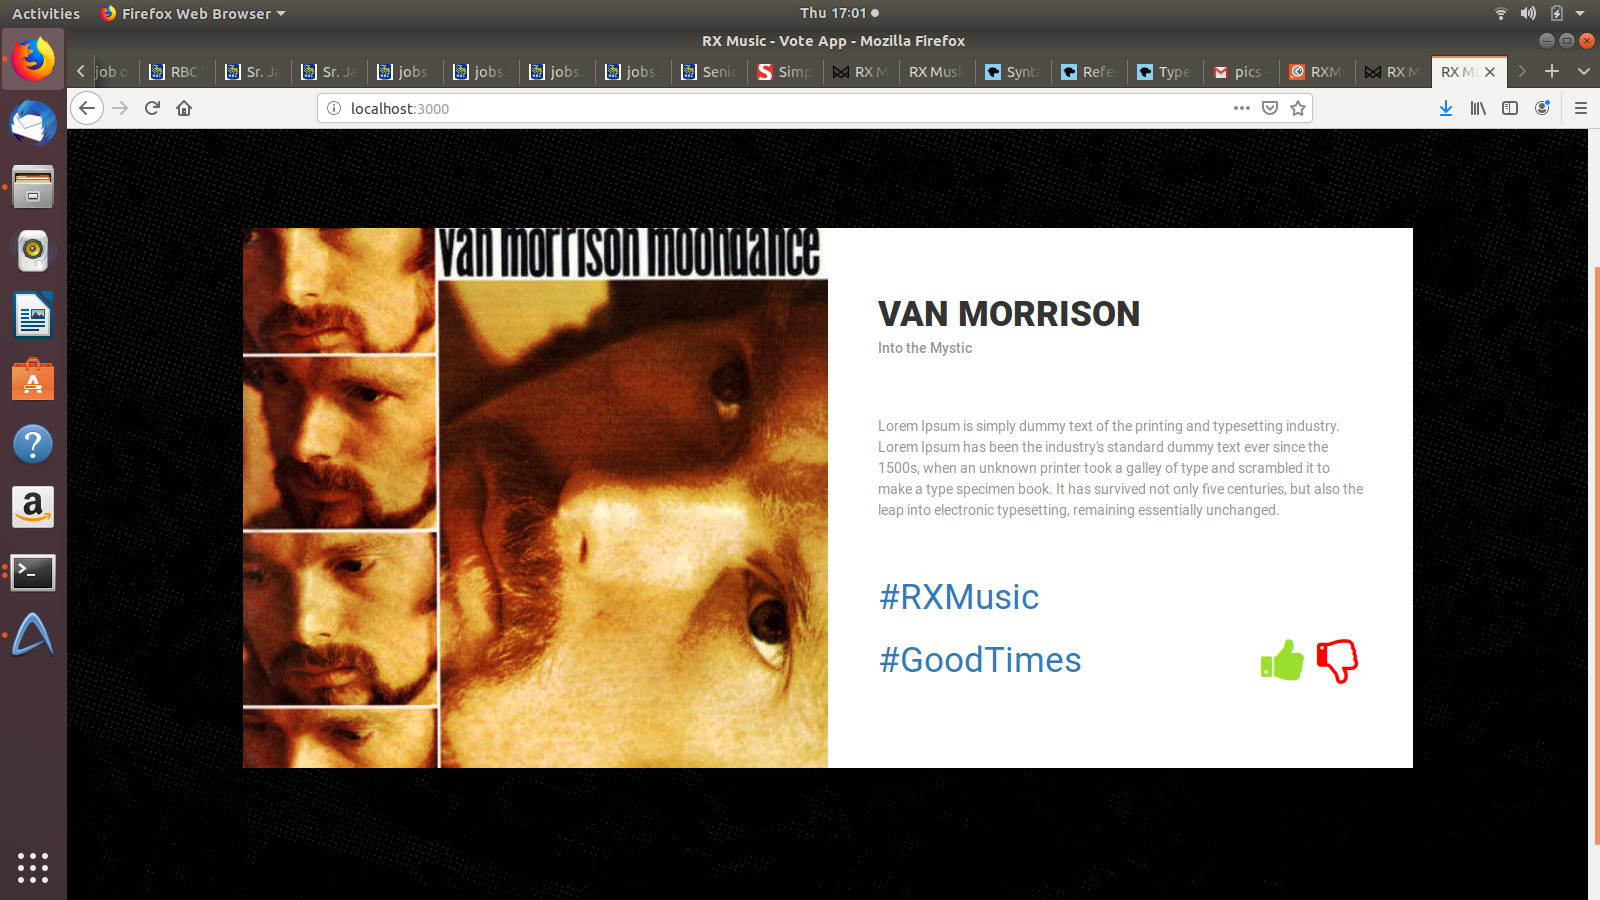 Activities
Firefox Web Browser
Thu 17:01
RX Music - Vote App - Mozilla Firefox
job o
RBC
Sr. Ja
Sr. Ja
jobs
jobs.
jobs.
jobs.
Senic
Simp
RX M
RX Music
Synta
Refe
Type
pics -
RXM
RX M
RX M
localhost:3000
van morrison moondance
VAN MORRISON
Into the Mystic
Lorem Ipsum is simply dummy text of the printing and typesetting industry.
Lorem Ipsum has been the industry's standard dummy text ever since the
1500s, when an unknown printer took a galley of type and scrambled it to
make a type specimen book. It has survived not only five centuries, but also the
leap into electronic typesetting, remaining essentially unchanged.
#RXMusic
#GoodTimes